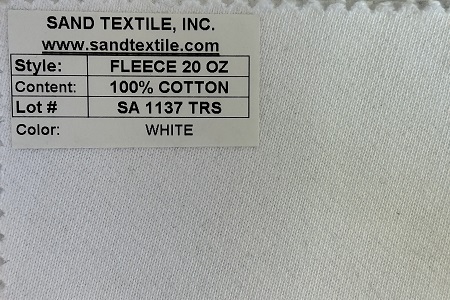 SAND TEXTILE, INC.
www.sandtextile.com
Style: FLEECE 20 OZ
Content: 100% COTTON
Lot # SA 1137 TRS
Color: WHITE